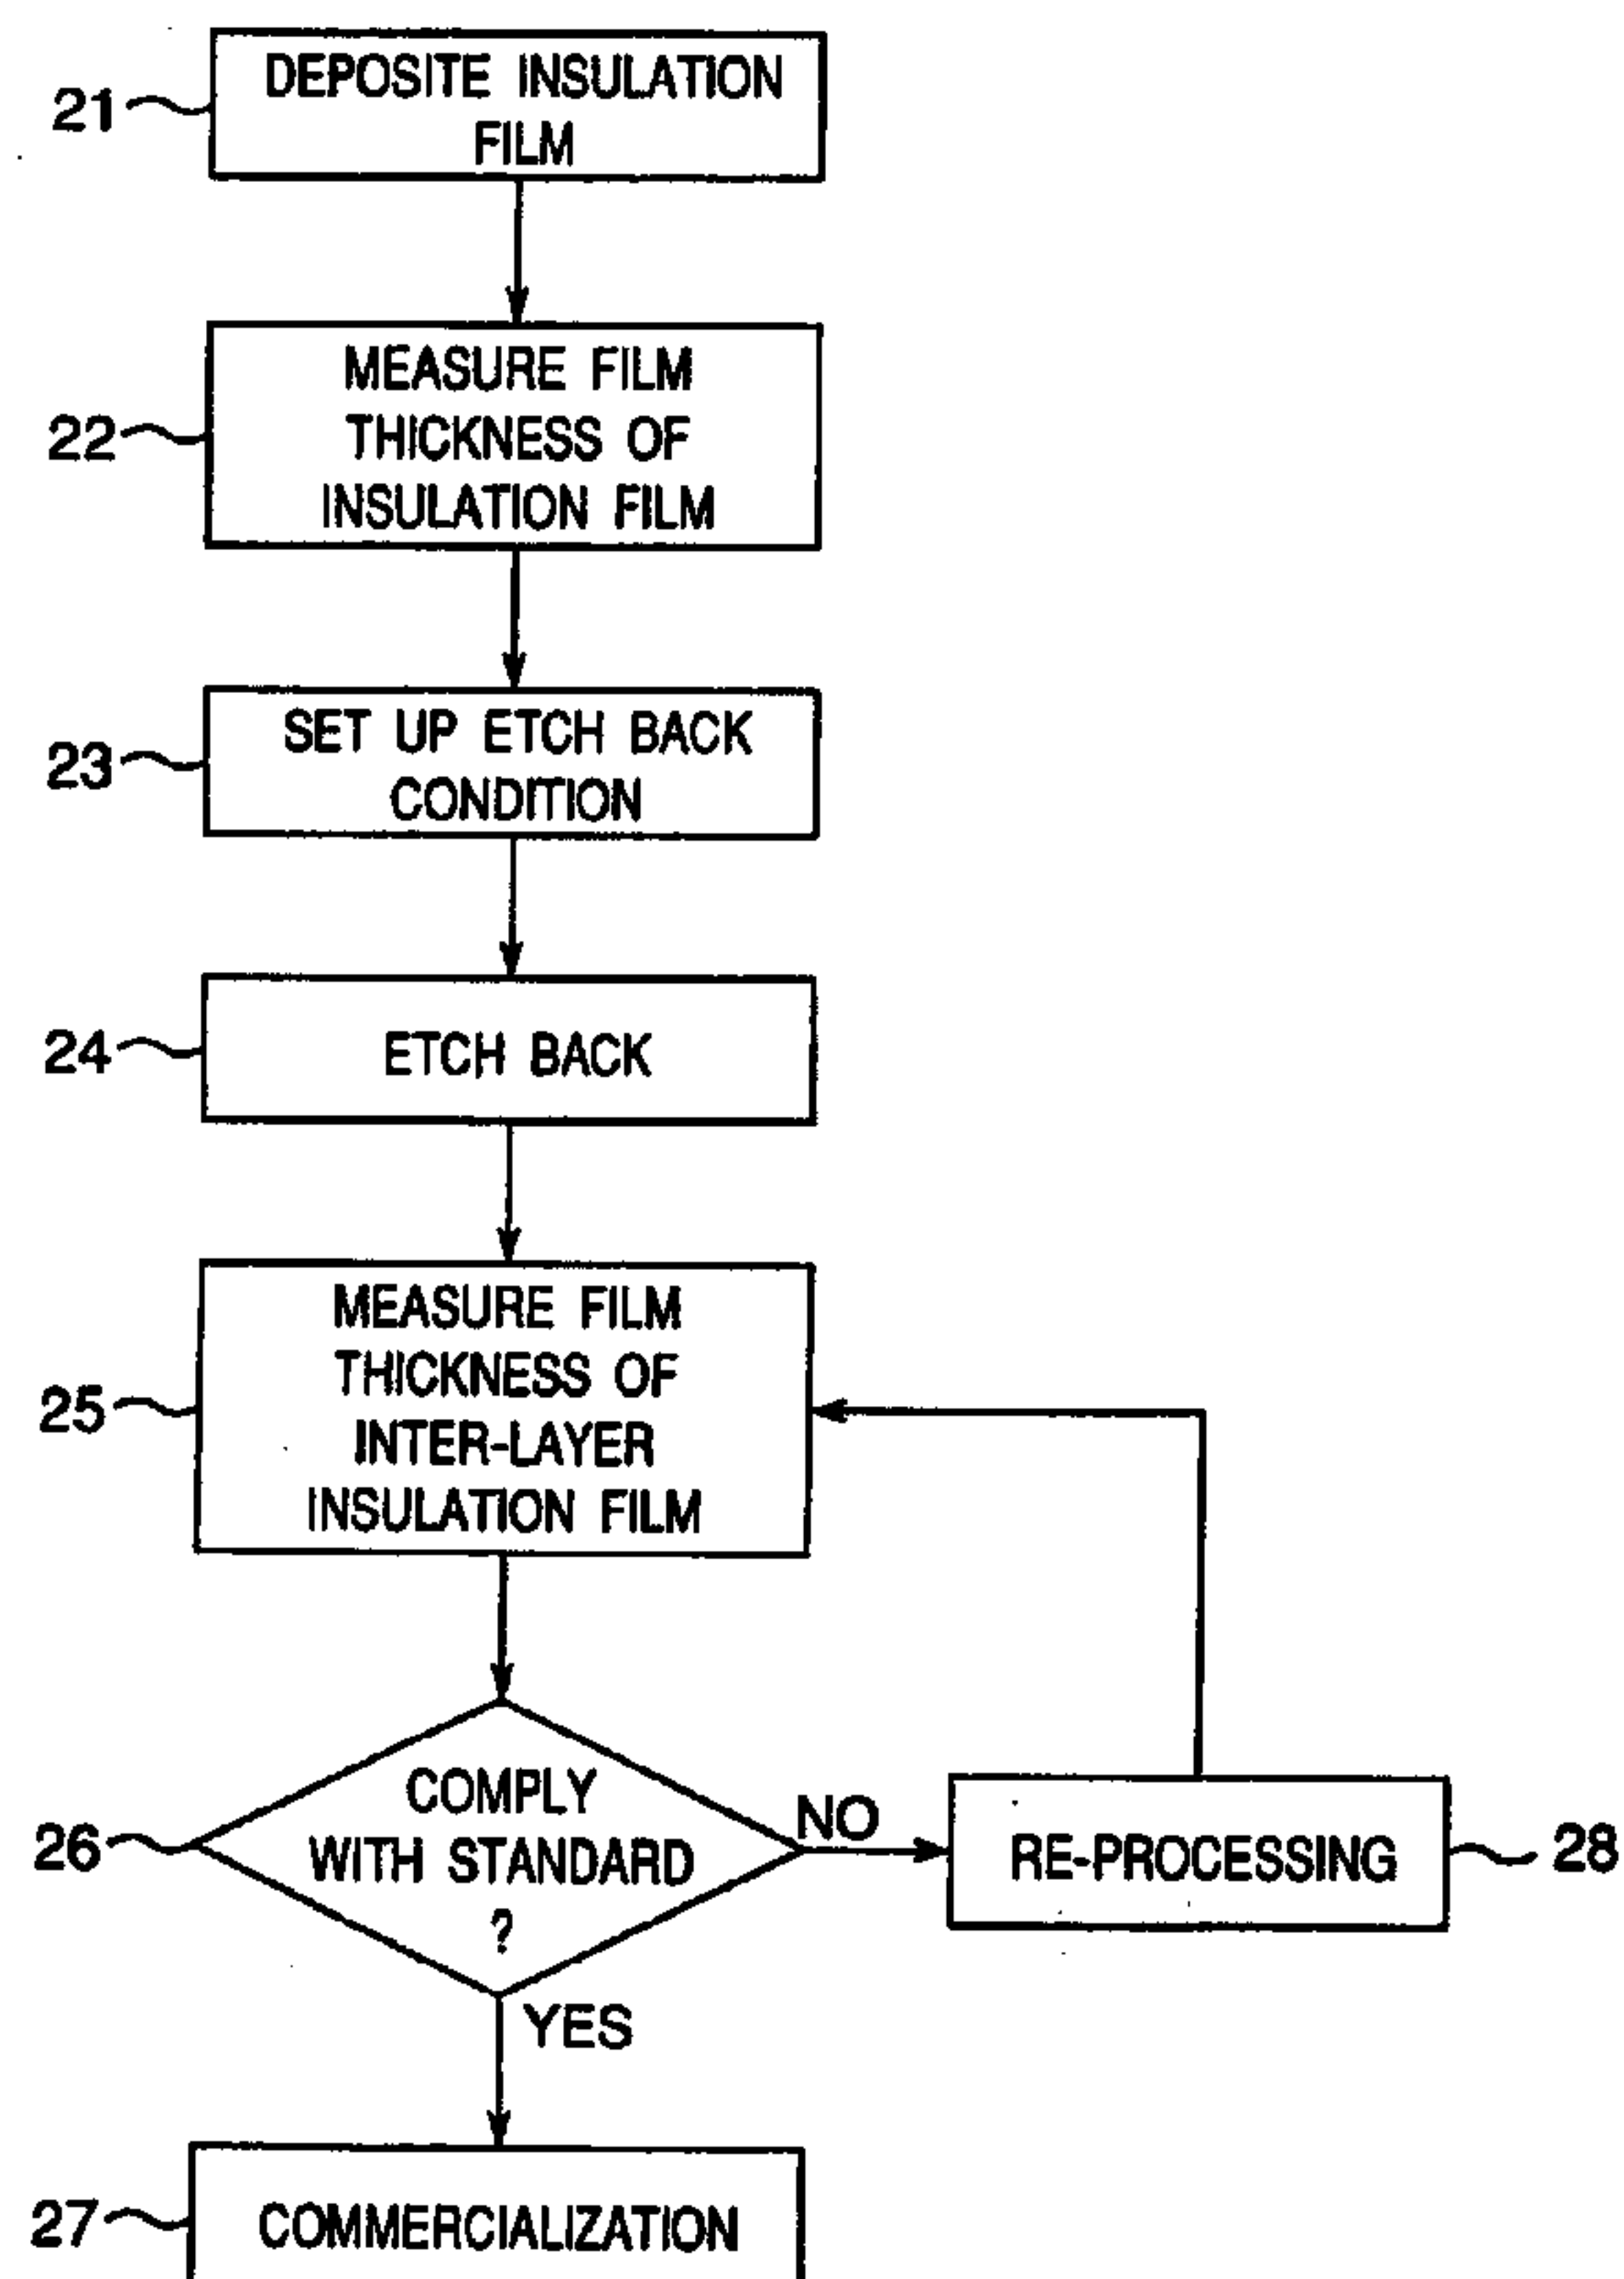 21
DEPOSITE INSULATION
FILM
22
MEASURE FILM
THICKNESS OF
INSULATION FILM
23
SET UP ETCH BACK
CONDITION
24
ETCH BACK
25
MEASURE FILM
THICKNESS OF
INTER-LAYER
INSULATION FILM
26
COMPLY
WITH STANDARD
?
NO
RE-PROCESSING
28
YES
27
COMMERCIALIZATION